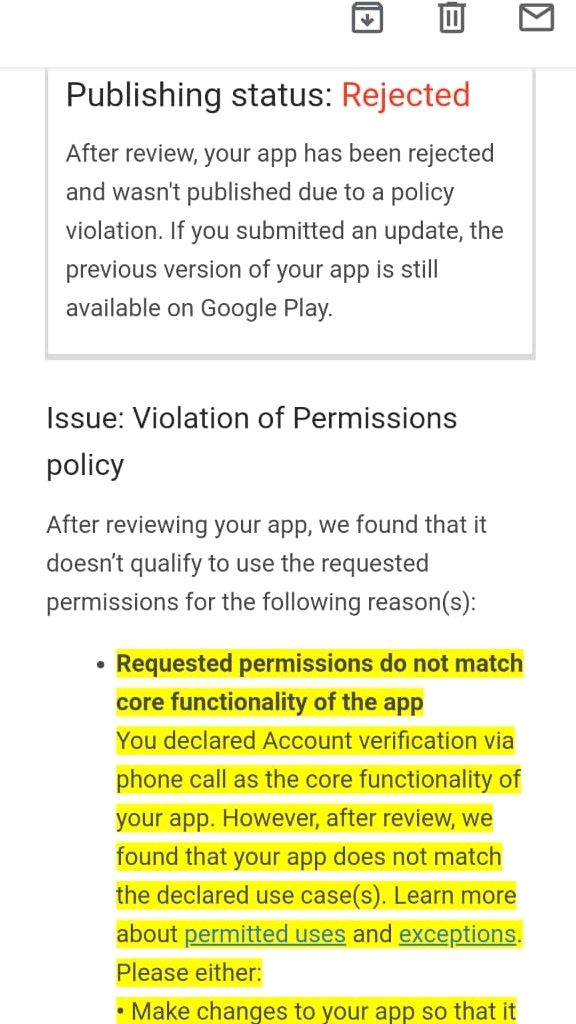 Publishing status: Rejected
After review, your app has been rejected
and wasn't published due to a policy
violation. If you submitted an update, the
previous version of your app is still
available on Google Play.
Issue: Violation of Permissions
policy
After reviewing your app, we found that it
doesn’t qualify to use the requested
permissions for the following reason(s):
• Requested permissions do not match
core functionality of the app
You declared Account verification via
phone call as the core functionality of
your app. However, after review, we
found that your app does not match
the declared use case(s). Learn more
about permitted uses and exceptions.
Please either:
• Make changes to your app so that it